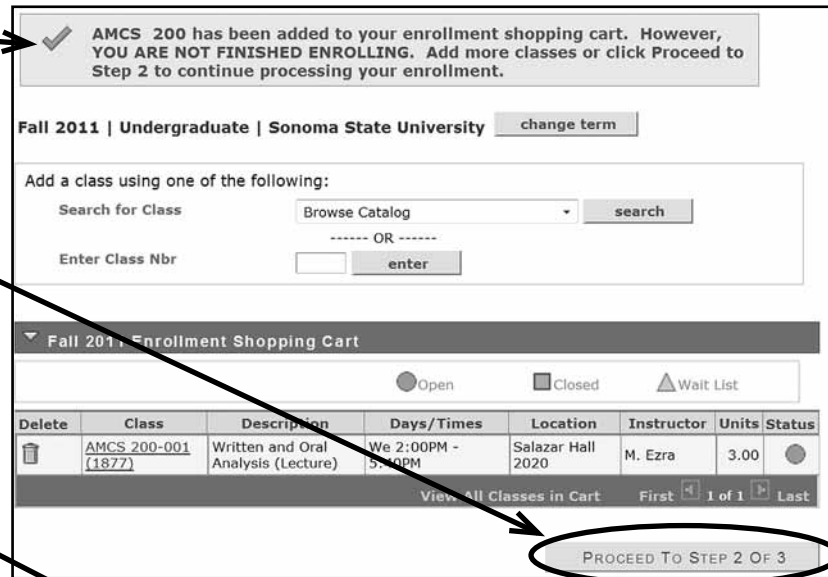 AMCS 200 has been added to your enrollment shopping cart. However,
YOU ARE NOT FINISHED ENROLLING. Add more classes or click Proceed to
Step 2 to continue processing your enrollment.
Fall 2011 | Undergraduate | Sonoma State University change term
Add a class using one of the following:
Search for Class Browse Catalog search
------ OR ------
Enter Class Nbr enter
Fall 2011 Enrollment Shopping Cart
Open Closed Wait List
Delete Class Description Days/Times Location Instructor Units Status
AMCS 200-001 Written and Oral We 2:00PM - Salazar Hall M. Ezra 3.00
(1877) Analysis (Lecture) 5:40PM 2020
View All Classes in Cart First 1 of 1 Last
PROCEED TO STEP 2 OF 3